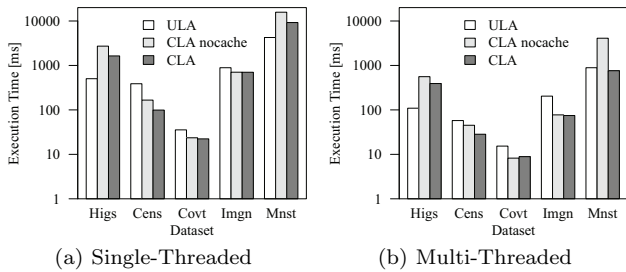 Execution Time [ms]
10000
1000
100
10
1
ULA
CLA nocache
CLA
Higs Cens Covt Imgn Mnst
Dataset
(a) Single-Threaded
Execution Time [ms]
10000
1000
100
10
1
ULA
CLA nocache
CLA
Higs Cens Covt Imgn Mnst
Dataset
(b) Multi-Threaded